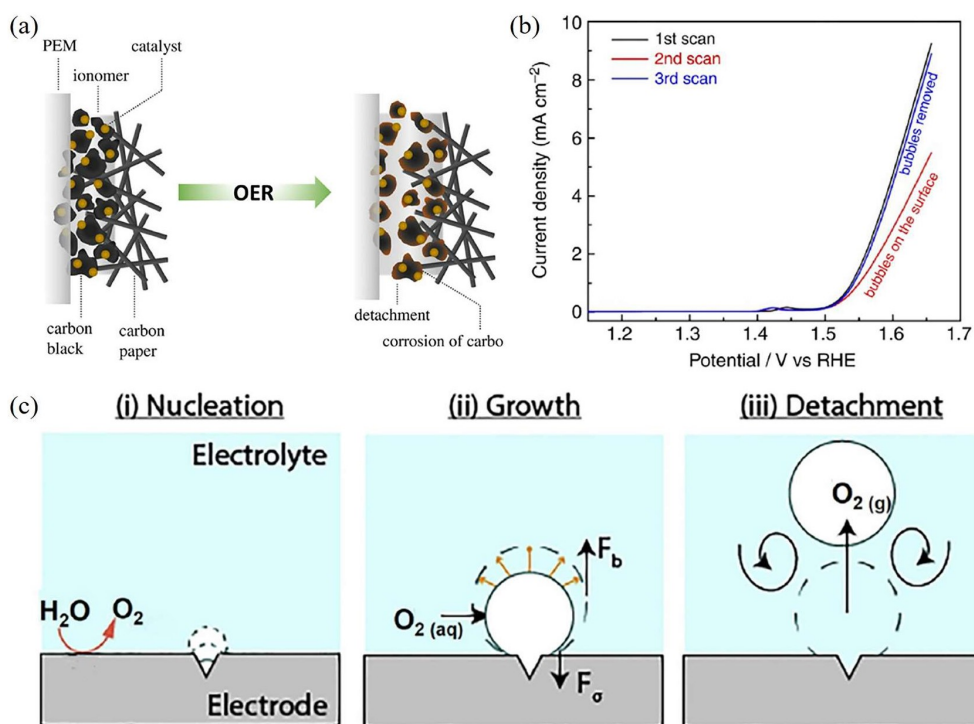 (a)
PEM
catalyst
ionomer
OER
carbon
black
carbon
paper
detachment
corrosion of carbo
(b)
10
8
6
4
2
0
Current density (mA cm⁻²)
1st scan
2nd scan
3rd scan
bubbles removed
bubbles on the surface
1.2
1.3
1.4
1.5
1.6
1.7
Potential / V vs RHE
(c)
(i) Nucleation
Electrolyte
H₂O O₂
Electrode
(ii) Growth
F_b
O₂ (aq)
F_σ
(iii) Detachment
O₂ (g)